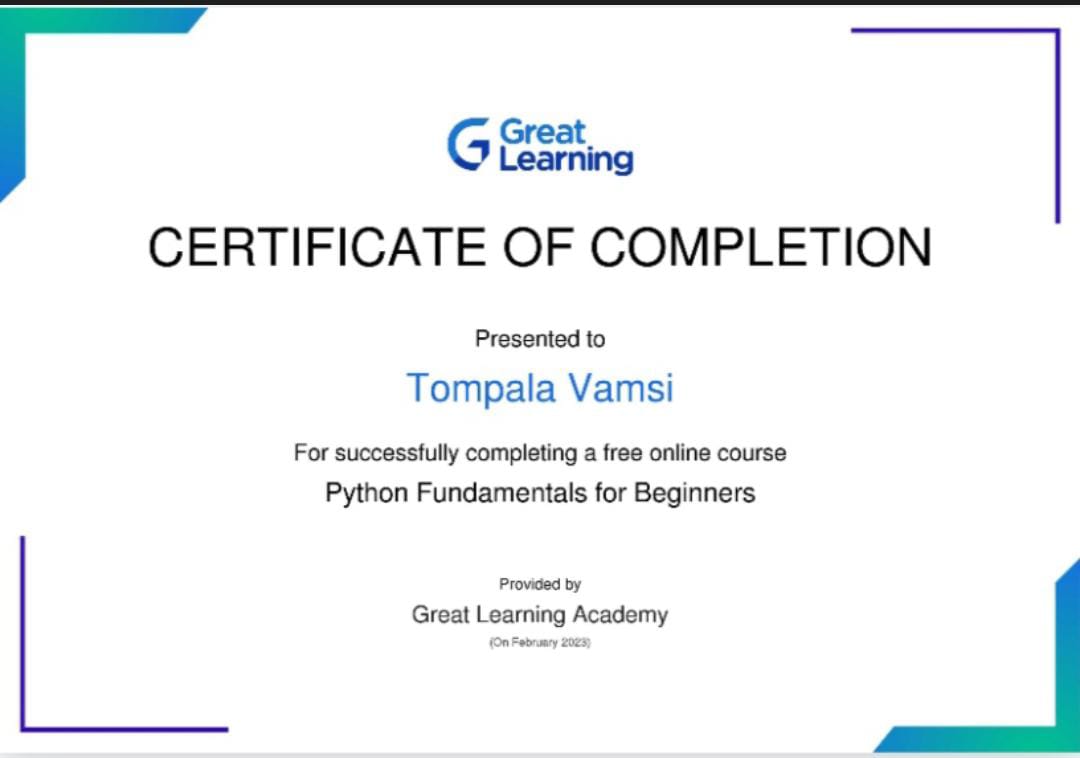 Great
Learning
CERTIFICATE OF COMPLETION
Presented to
Tompala Vamsi
For successfully completing a free online course
Python Fundamentals for Beginners
Provided by
Great Learning Academy
(On February 2023)